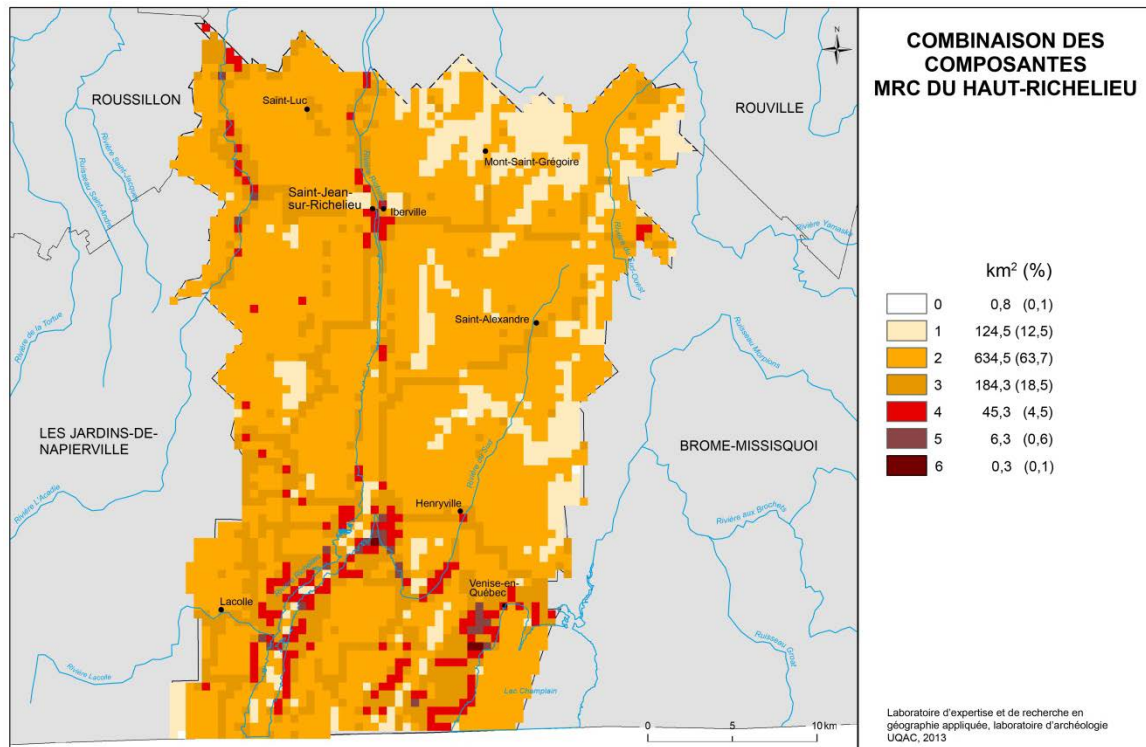 COMBINAISON DES
COMPOSANTES
MRC DU HAUT-RICHELIEU
N
ROUSSILLON
ROUVILLE
Saint-Luc
Mont-Saint-Grégoire
Saint-Jean-
sur-Richelieu
Iberville
Rivière Saint-Jacques
Ruisseau Saint-André
Rivière de la Tortue
Rivière du Sud-Ouest
Rivière Yamaska
Saint-Alexandre
Ruisseau Morpions
LES JARDINS-DE-
NAPIERVILLE
BROME-MISSISQUOI
Rivière du Sud
Henryville
Rivière L'Acadie
Rivière aux Brochets
Venise-en-
Québec
Lacolle
Rivière Lacolle
Ruisseau Groat
Lac Champlain
0 5 10 km
km² (%)
0 0,8 (0,1)
1 124,5 (12,5)
2 634,5 (63,7)
3 184,3 (18,5)
4 45,3 (4,5)
5 6,3 (0,6)
6 0,3 (0,1)
Laboratoire d'expertise et de recherche en
géographie appliquée, laboratoire d'archéologie
UQAC, 2013